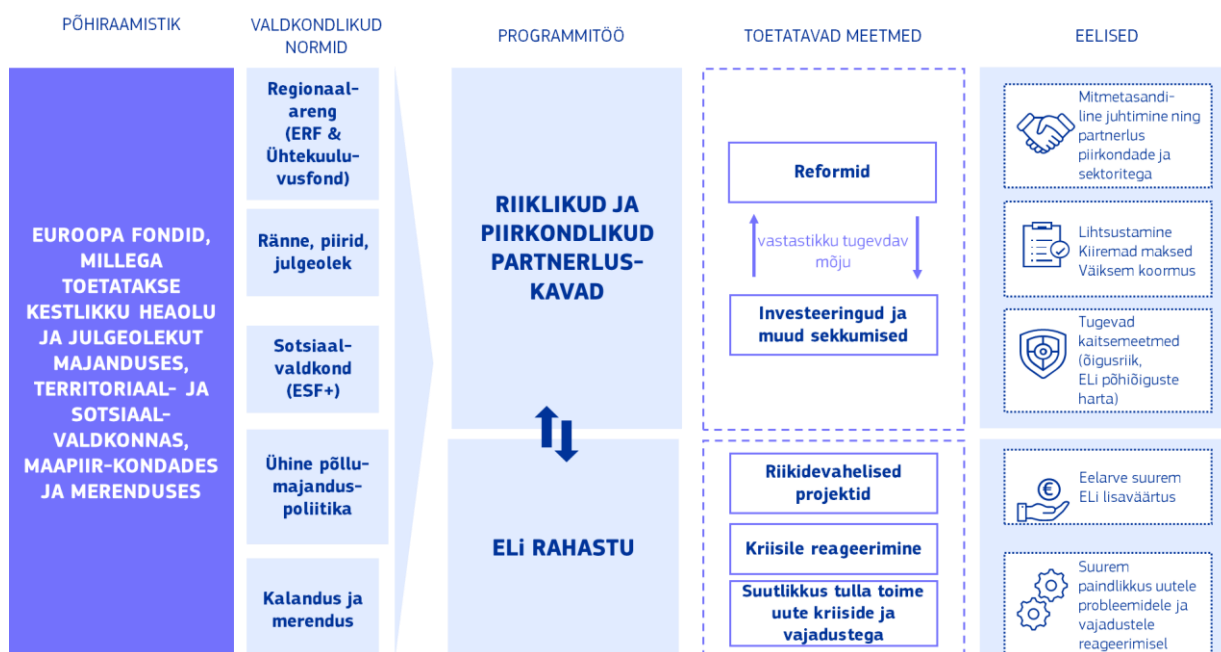 PÕHIRAAMISTIK
VALDKONDLIKUD
NORMID
PROGRAMMITÖÖ
TOETATAVAD MEETMED
EELISED
EUROOPA FONDID,
MILLEGA
TOETATAKSE
KESTLIKKU HEAOLU
JA JULGEOLEKUT
MAJANDUSES,
TERRITORIAAL- JA
SOTSIAAL-
VALDKONNAS,
MAAPIIR-KONDADES
JA MERENDUSES
Regionaal-
areng
(ERF &
Ühtekuulu-
vusfond)
Ränne, piirid,
julgeolek
Sotsiaal-
valdkond
(ESF+)
Ühine põllu-
majandus-
poliitika
Kalandus ja
merendus
RIIKLIKUD JA
PIIRKONDLIKUD
PARTNERLUS-
KAVAD
ELi RAHASTU
Reformid
vastastikku tugevdav
mõju
Investeeringud ja
muud sekkumised
Riikidevahelised
projektid
Kriisile reageerimine
Suutlikkus tulla toime
uute kriiside ja
vajadustega
Mitmetasandi-
line juhtimine ning
partnerlus
piirkondade ja
sektoritega
Lihtsustamine
Kiiremad maksed
Väiksem koormus
Tugevad
kaitsemeetmed
(õigusriik,
ELi põhiõiguste
harta)
Eelarve suurem
ELi lisaväärtus
Suurem
paindlikkus uutele
probleemidele ja
vajadustele
reageerimisel